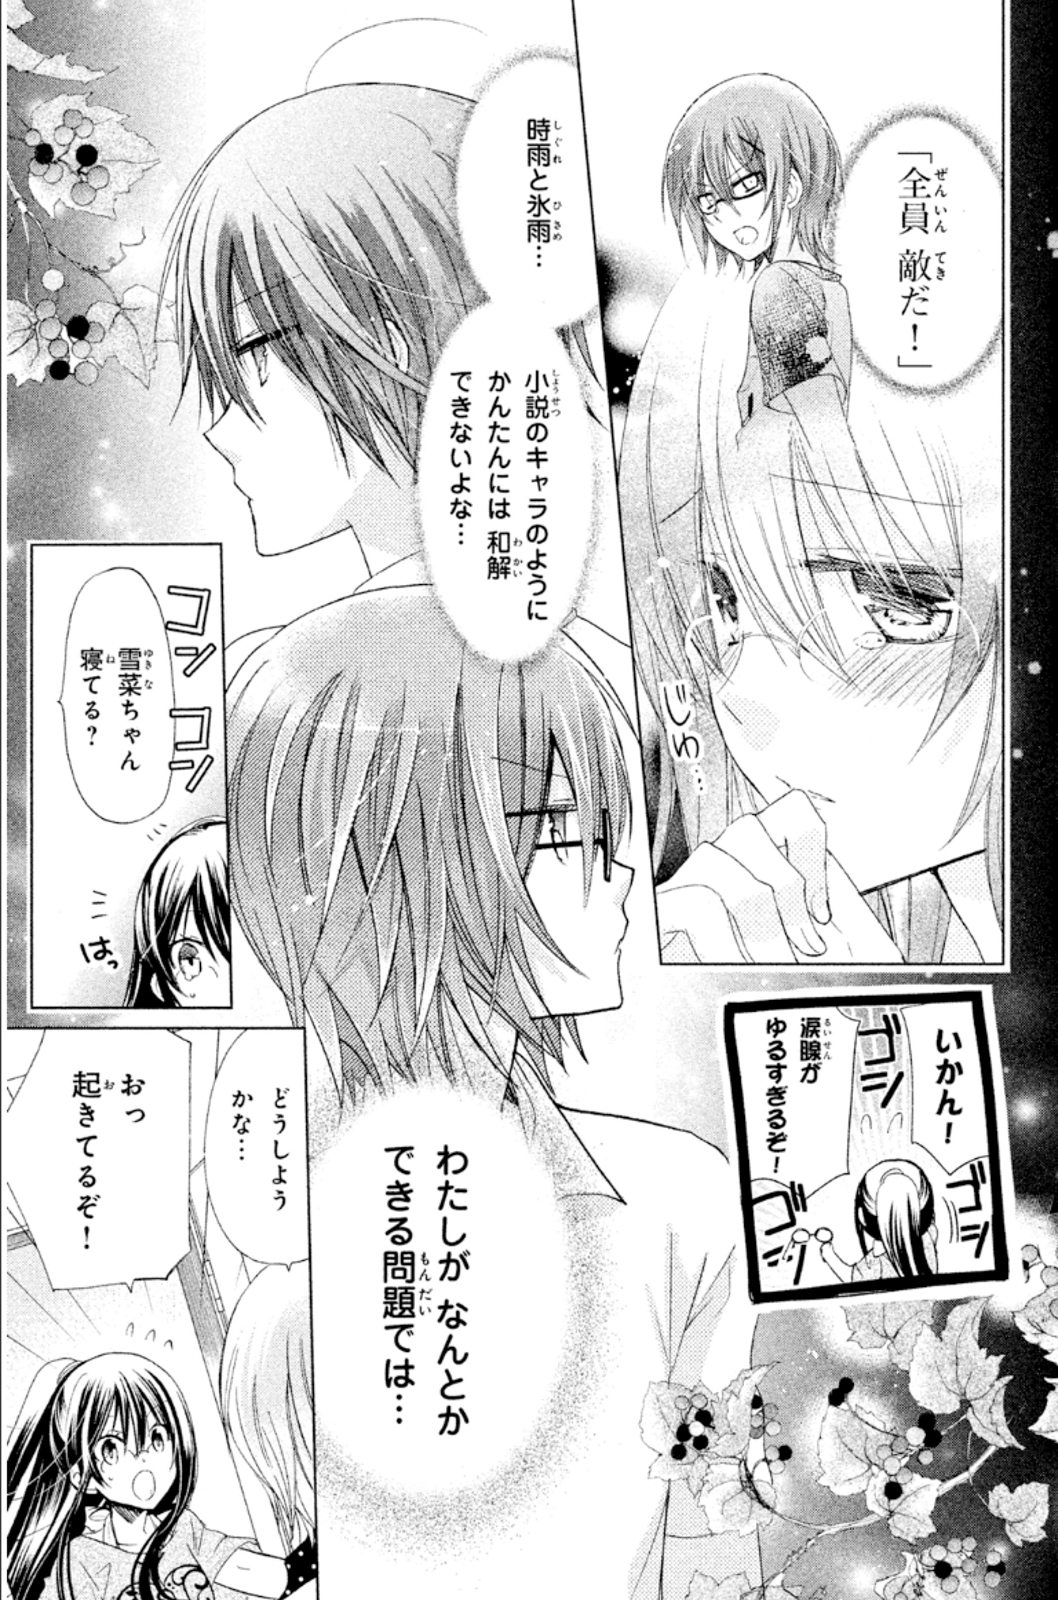 「全員 敵だ！」
じわ…
いかん！
涙腺が
ゆるすぎるぞ！
ゴシ
ゴシ
ゴシ
時雨と氷雨…
小説のキャラのように
かんたんには 和解
できないよな…
わたしが なんとか
できる問題では…
コンコン
雪菜ちゃん
寝てる？
はっ
どうしよう
かな…
おっ
起きてるぞ！